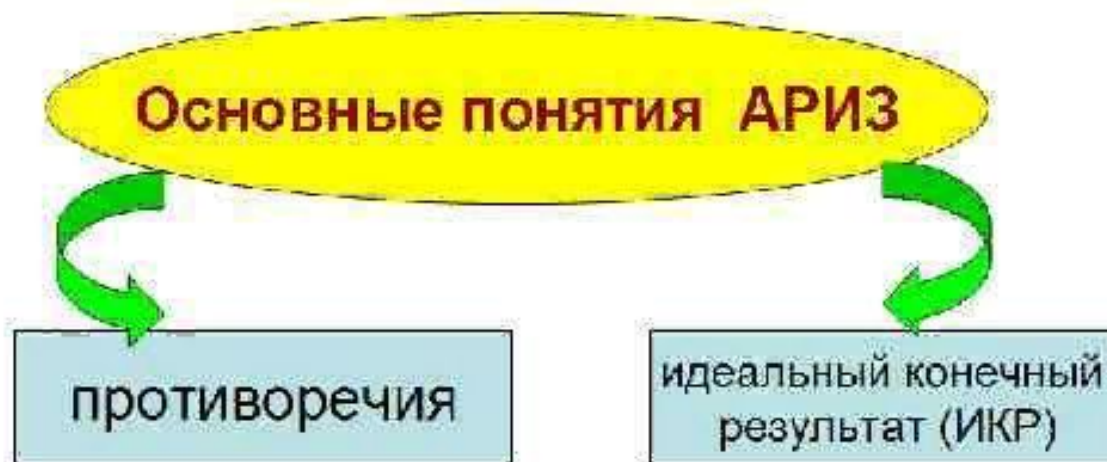 Основные понятия АРИЗ
противоречия
идеальный конечный
результат (ИКР)